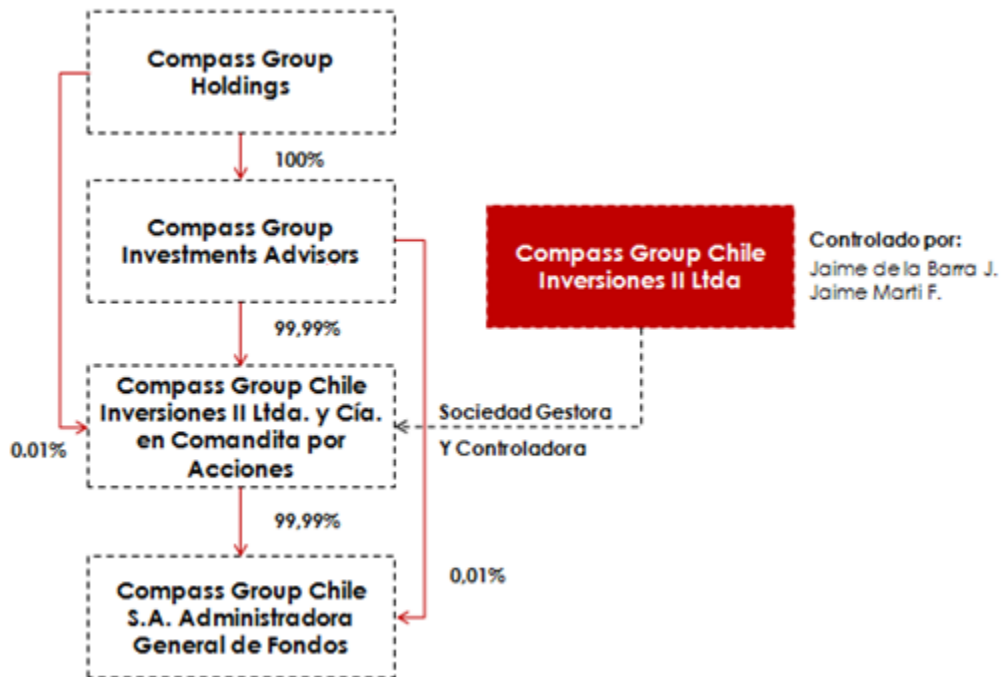 Compass Group
Holdings
100%
Compass Group
Investments Advisors
Compass Group Chile
Inversiones II Ltda
Controlado por:
Jaime de la Barra J.
Jaime Marti F.
99,99%
Compass Group Chile
Inversiones II Ltda. y Cía.
en Comandita por
Acciones
0.01%
Sociedad Gestora
Y Controladora
99,99%
0,01%
Compass Group Chile
S.A. Administradora
General de Fondos